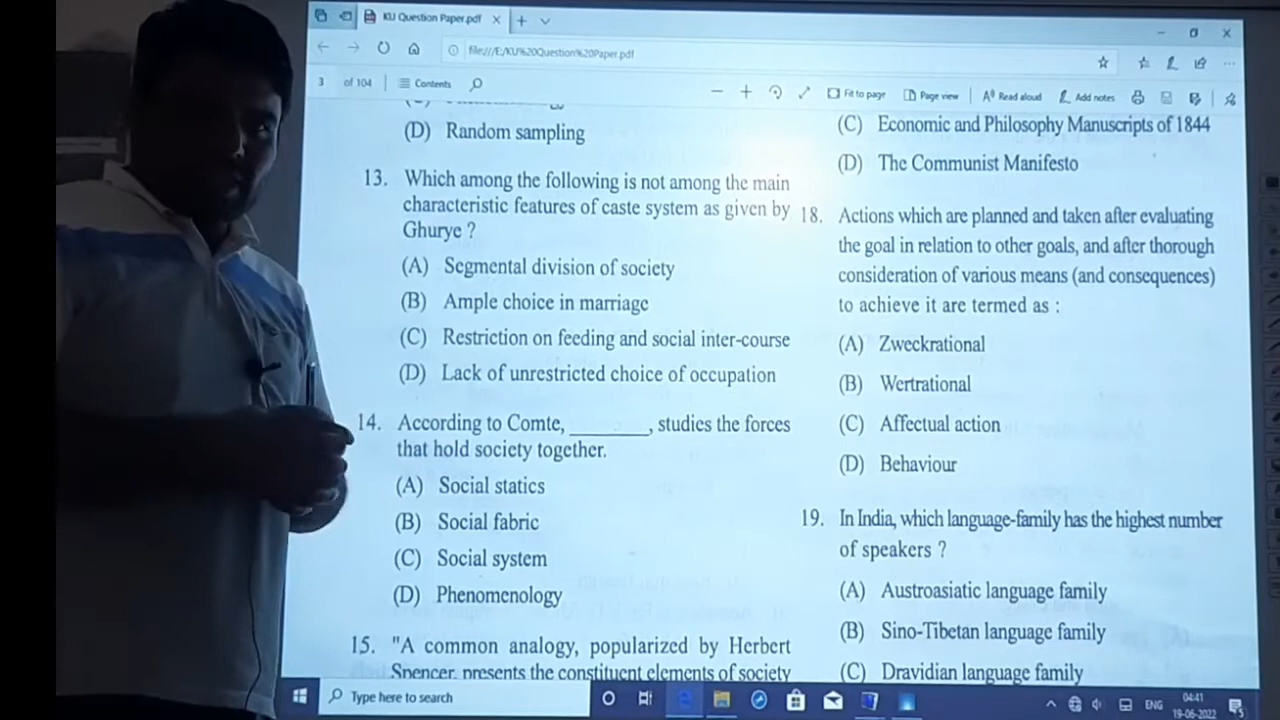 KU Question Paper.pdf
file:///E:/KU%20Question%20Paper.pdf
3 of 104 Contents
Fit to page Page view Read aloud Add notes
(D) Random sampling
13. Which among the following is not among the main
characteristic features of caste system as given by
Ghurye ?
(A) Segmental division of society
(B) Ample choice in marriage
(C) Restriction on feeding and social inter-course
(D) Lack of unrestricted choice of occupation
14. According to Comte, ________, studies the forces
that hold society together.
(A) Social statics
(B) Social fabric
(C) Social system
(D) Phenomenology
15. "A common analogy, popularized by Herbert
Spencer, presents the constituent elements of society
(C) Economic and Philosophy Manuscripts of 1844
(D) The Communist Manifesto
18. Actions which are planned and taken after evaluating
the goal in relation to other goals, and after thorough
consideration of various means (and consequences)
to achieve it are termed as :
(A) Zweckrational
(B) Wertrational
(C) Affectual action
(D) Behaviour
19. In India, which language-family has the highest number
of speakers ?
(A) Austroasiatic language family
(B) Sino-Tibetan language family
(C) Dravidian language family
Type here to search
ENG
04:41
19-06-2022